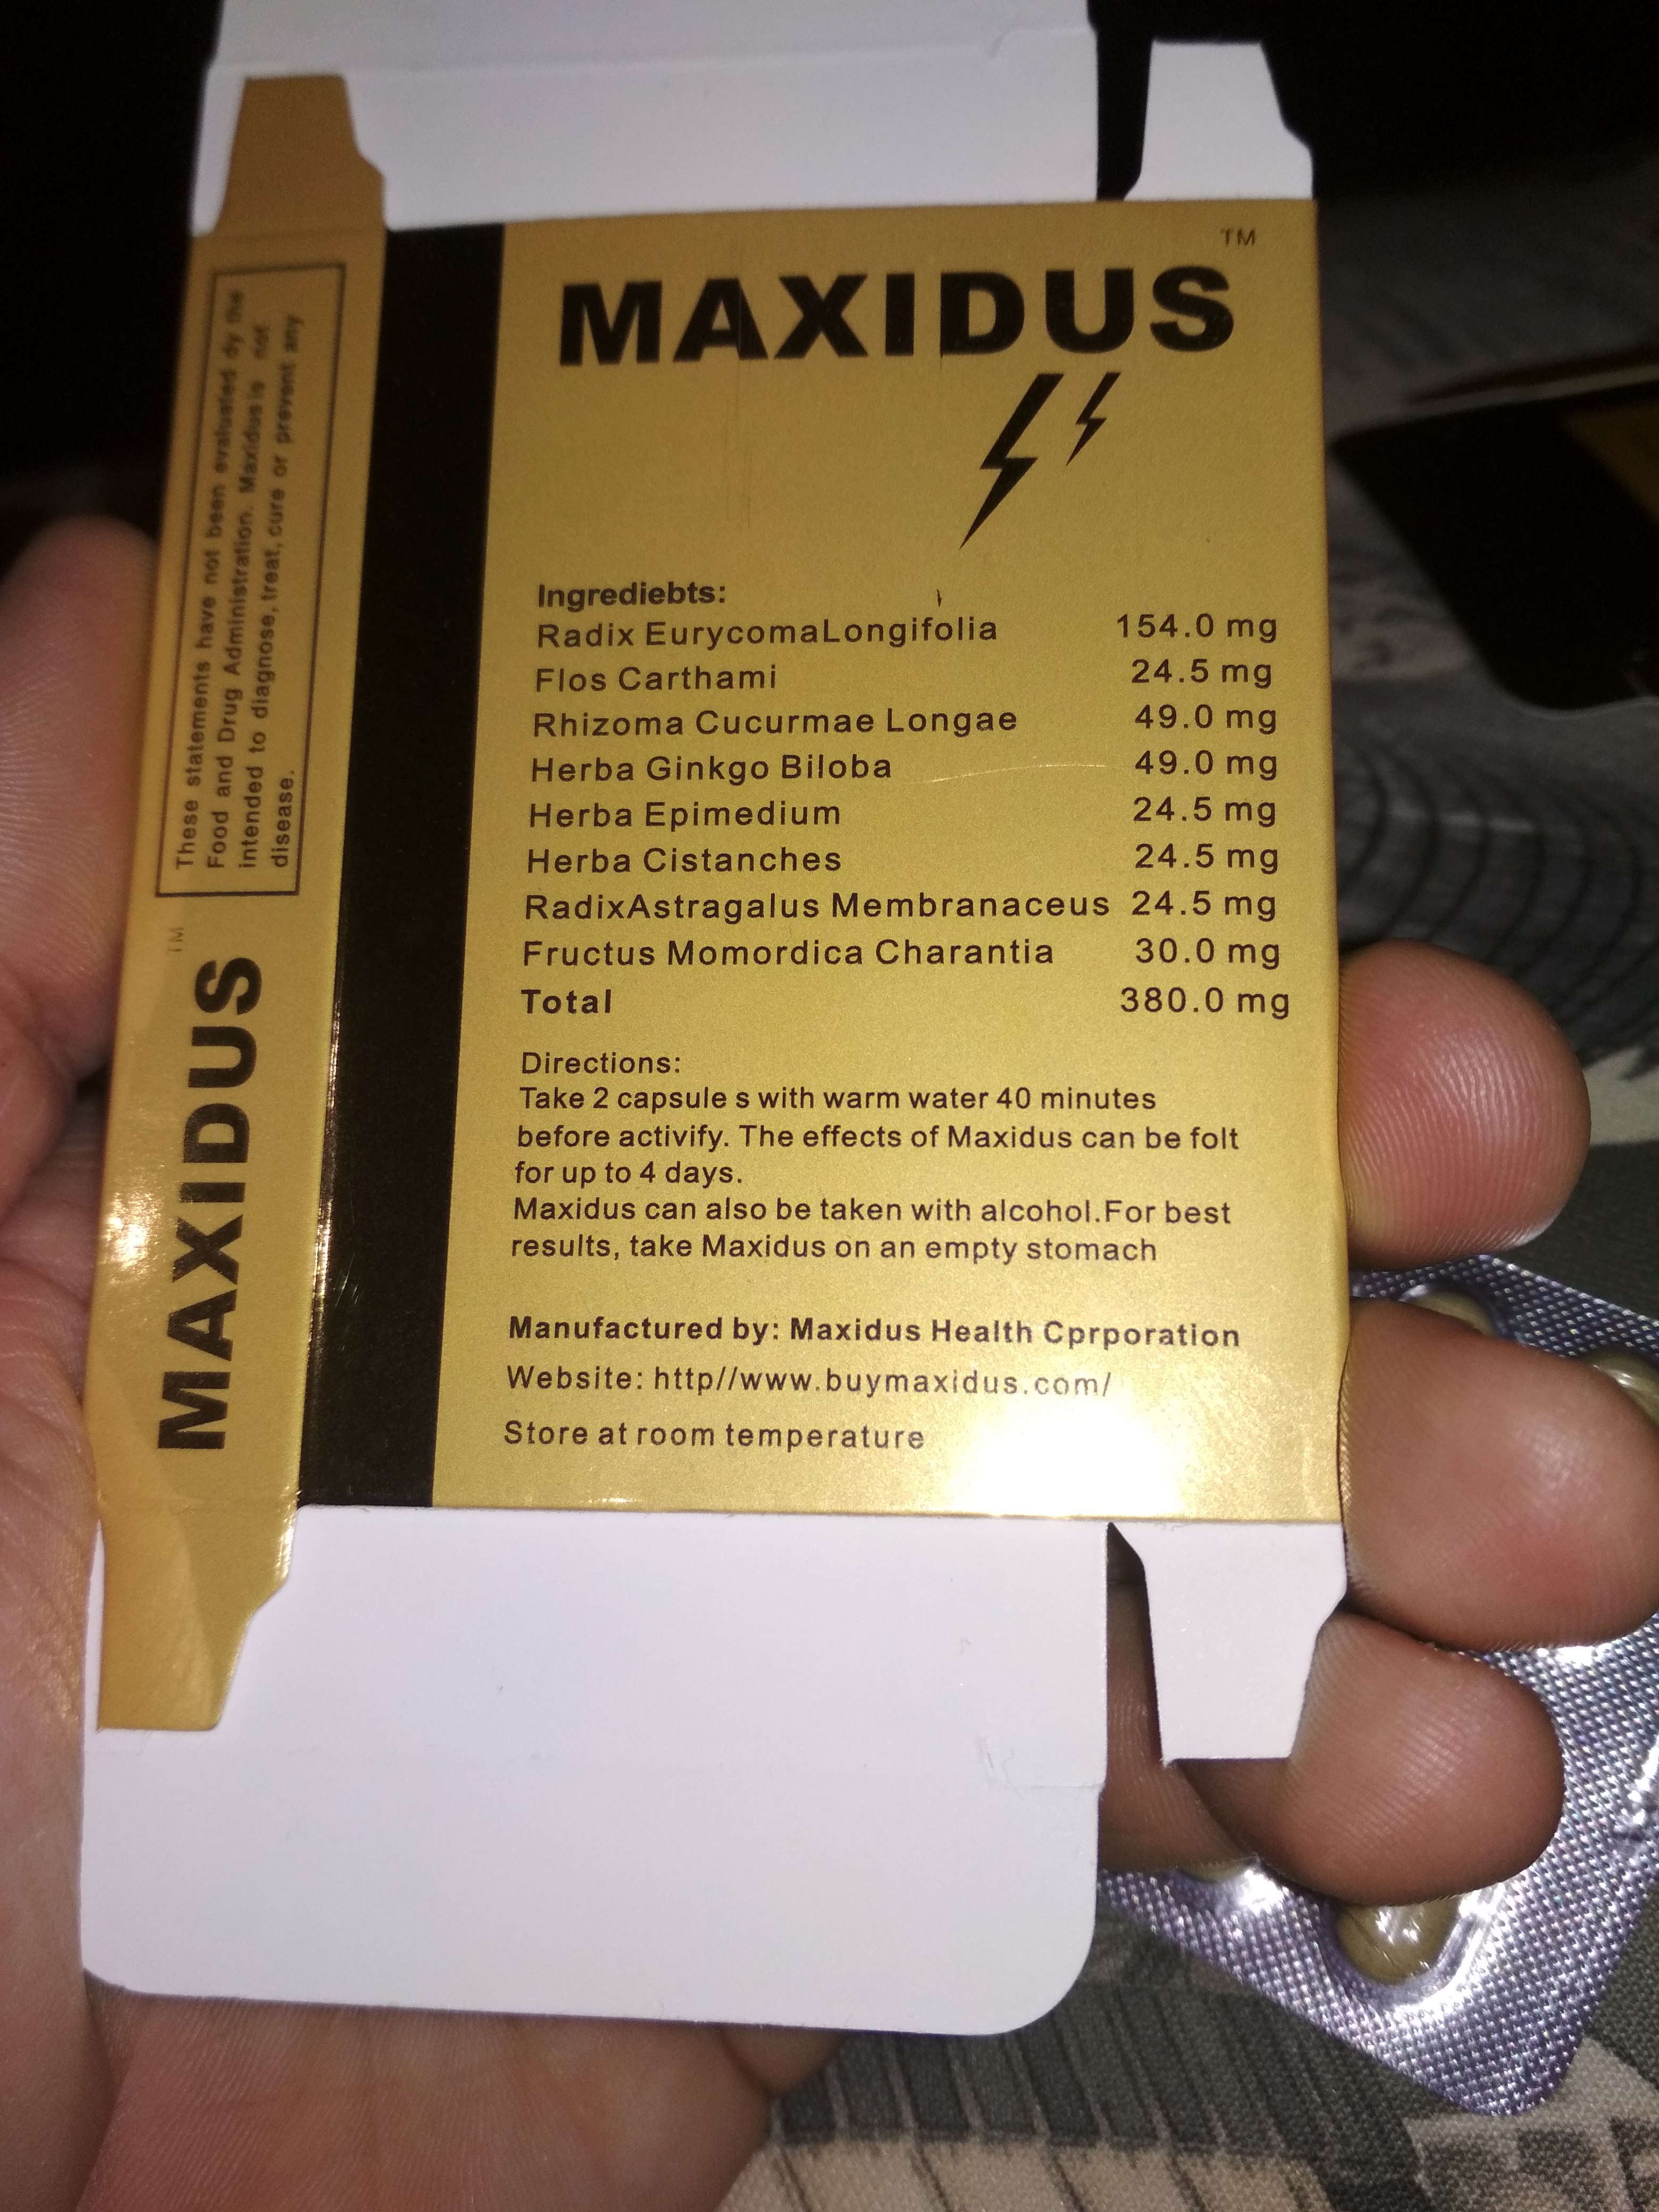 MAXIDUS™
Ingrediebts:
Radix EurycomaLongifolia 154.0 mg
Flos Carthami 24.5 mg
Rhizoma Cucurmae Longae 49.0 mg
Herba Ginkgo Biloba 49.0 mg
Herba Epimedium 24.5 mg
Herba Cistanches 24.5 mg
RadixAstragalus Membranaceus 24.5 mg
Fructus Momordica Charantia 30.0 mg
Total 380.0 mg
Directions:
Take 2 capsule s with warm water 40 minutes
before activify. The effects of Maxidus can be folt
for up to 4 days.
Maxidus can also be taken with alcohol.For best
results, take Maxidus on an empty stomach
Manufactured by: Maxidus Health Cprporation
Website: http//www.buymaxidus.com/
Store at room temperature
MAXIDUS™
These statements have not been evaluated dy the
Food and Drug Administration. Maxidus is not
intended to diagnose, treat, cure or prevent any
disease.